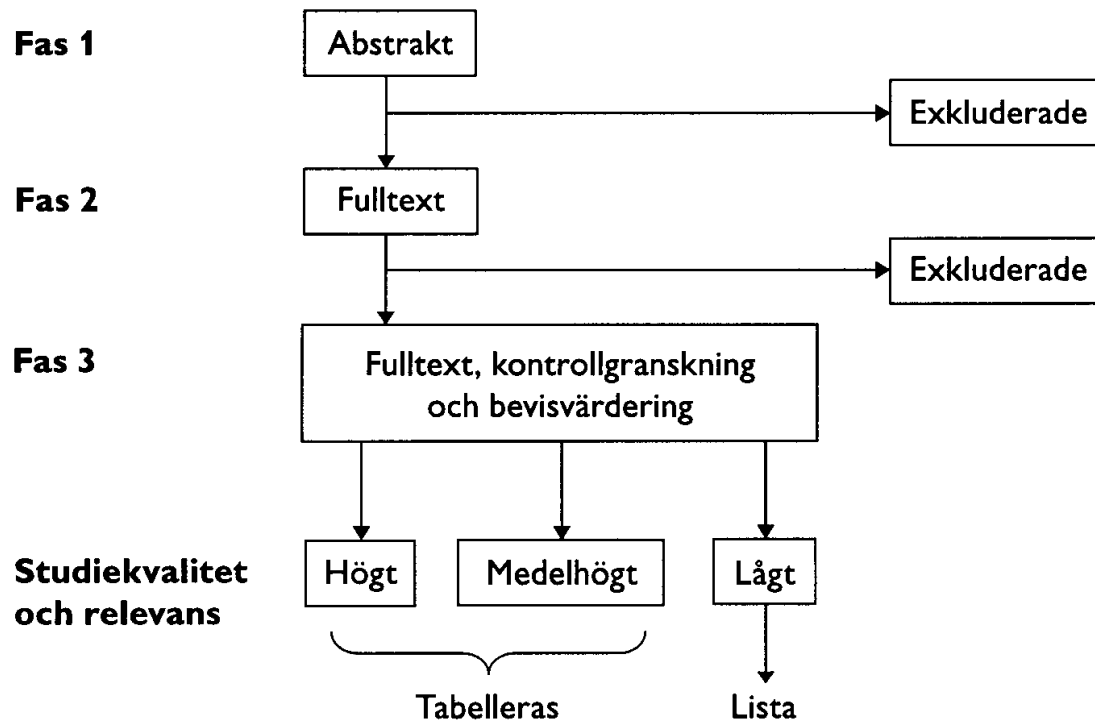 Fas 1
Abstrakt
Exkluderade
Fas 2
Fulltext
Exkluderade
Fas 3
Fulltext, kontrollgranskning
och bevisvärdering
Studiekvalitet
och relevans
Högt
Medelhögt
Lågt
Tabelleras
Lista